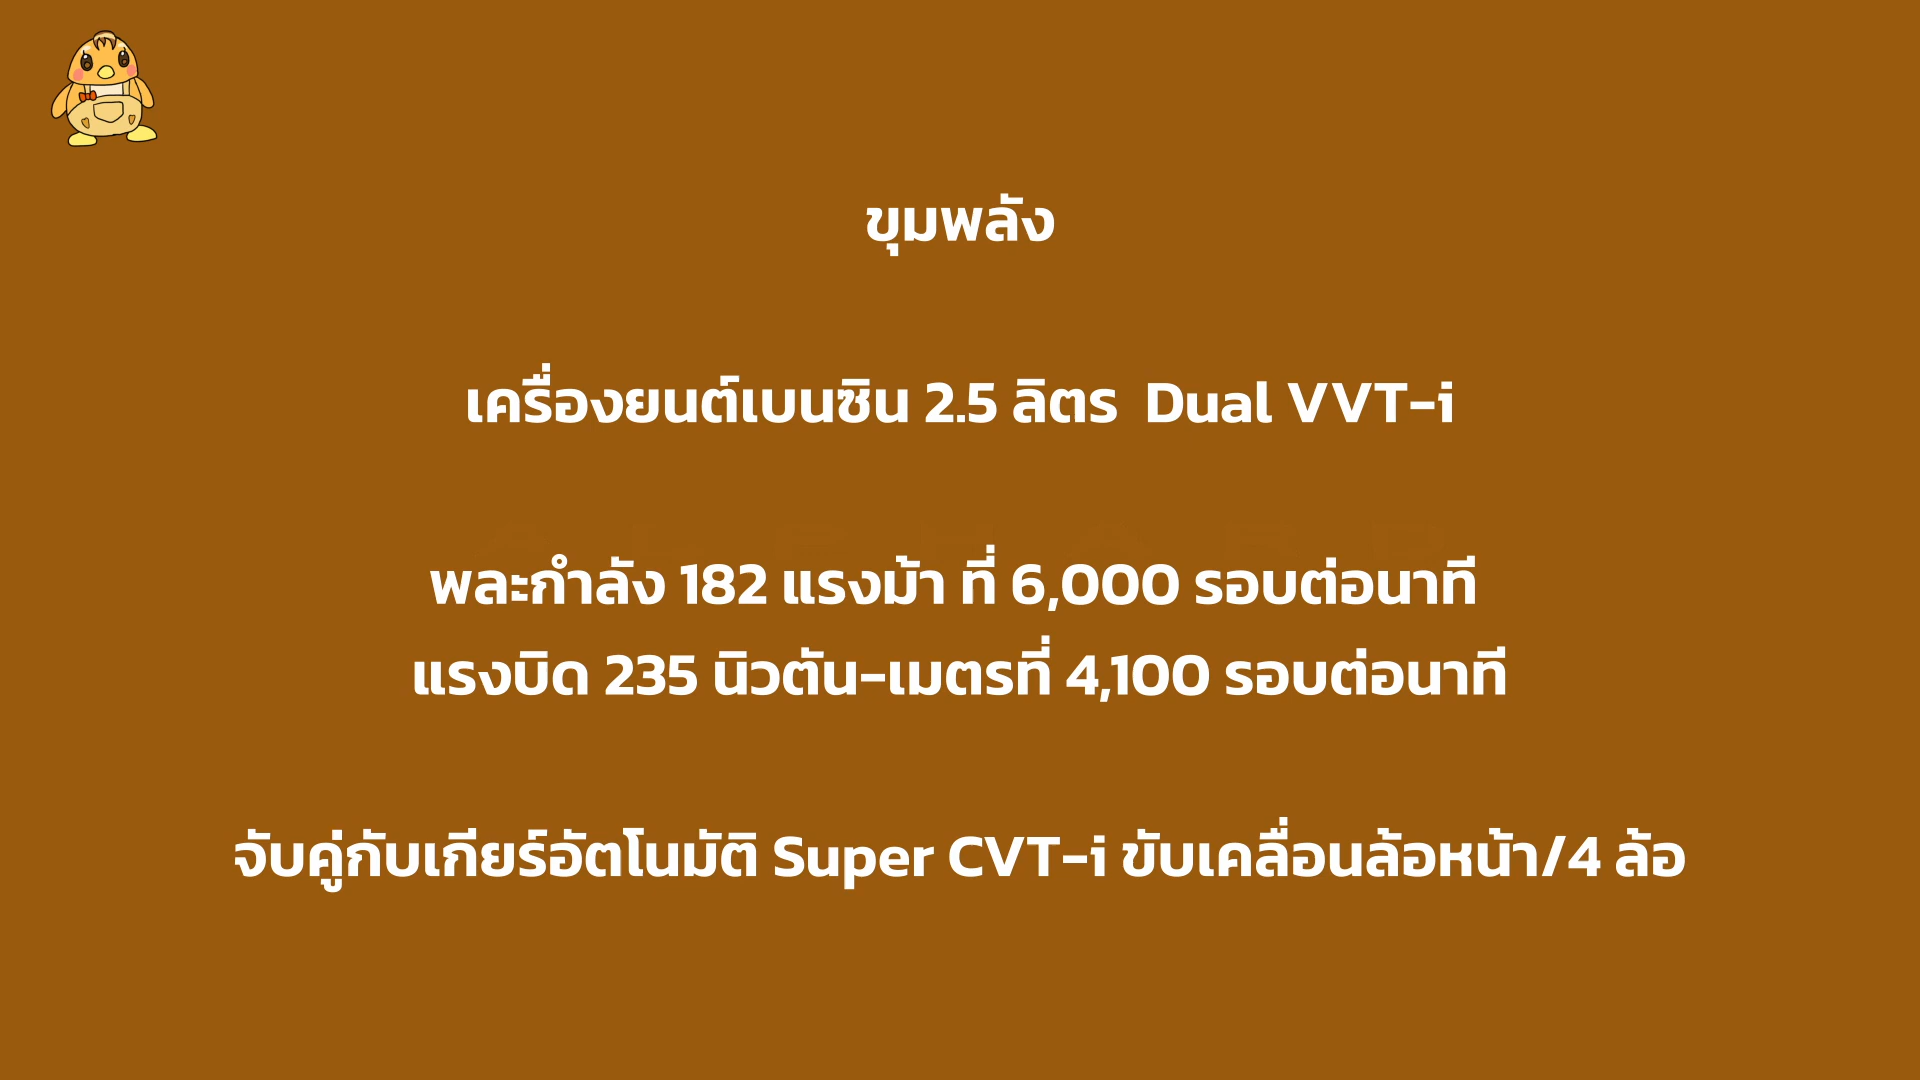 ขุมพลัง
เครื่องยนต์เบนซิน 2.5 ลิตร  Dual VVT-i
พละกำลัง 182 แรงม้า ที่ 6,000 รอบต่อนาที
แรงบิด 235 นิวตัน-เมตรที่ 4,100 รอบต่อนาที
จับคู่กับเกียร์อัตโนมัติ Super CVT-i ขับเคลื่อนล้อหน้า/4 ล้อ